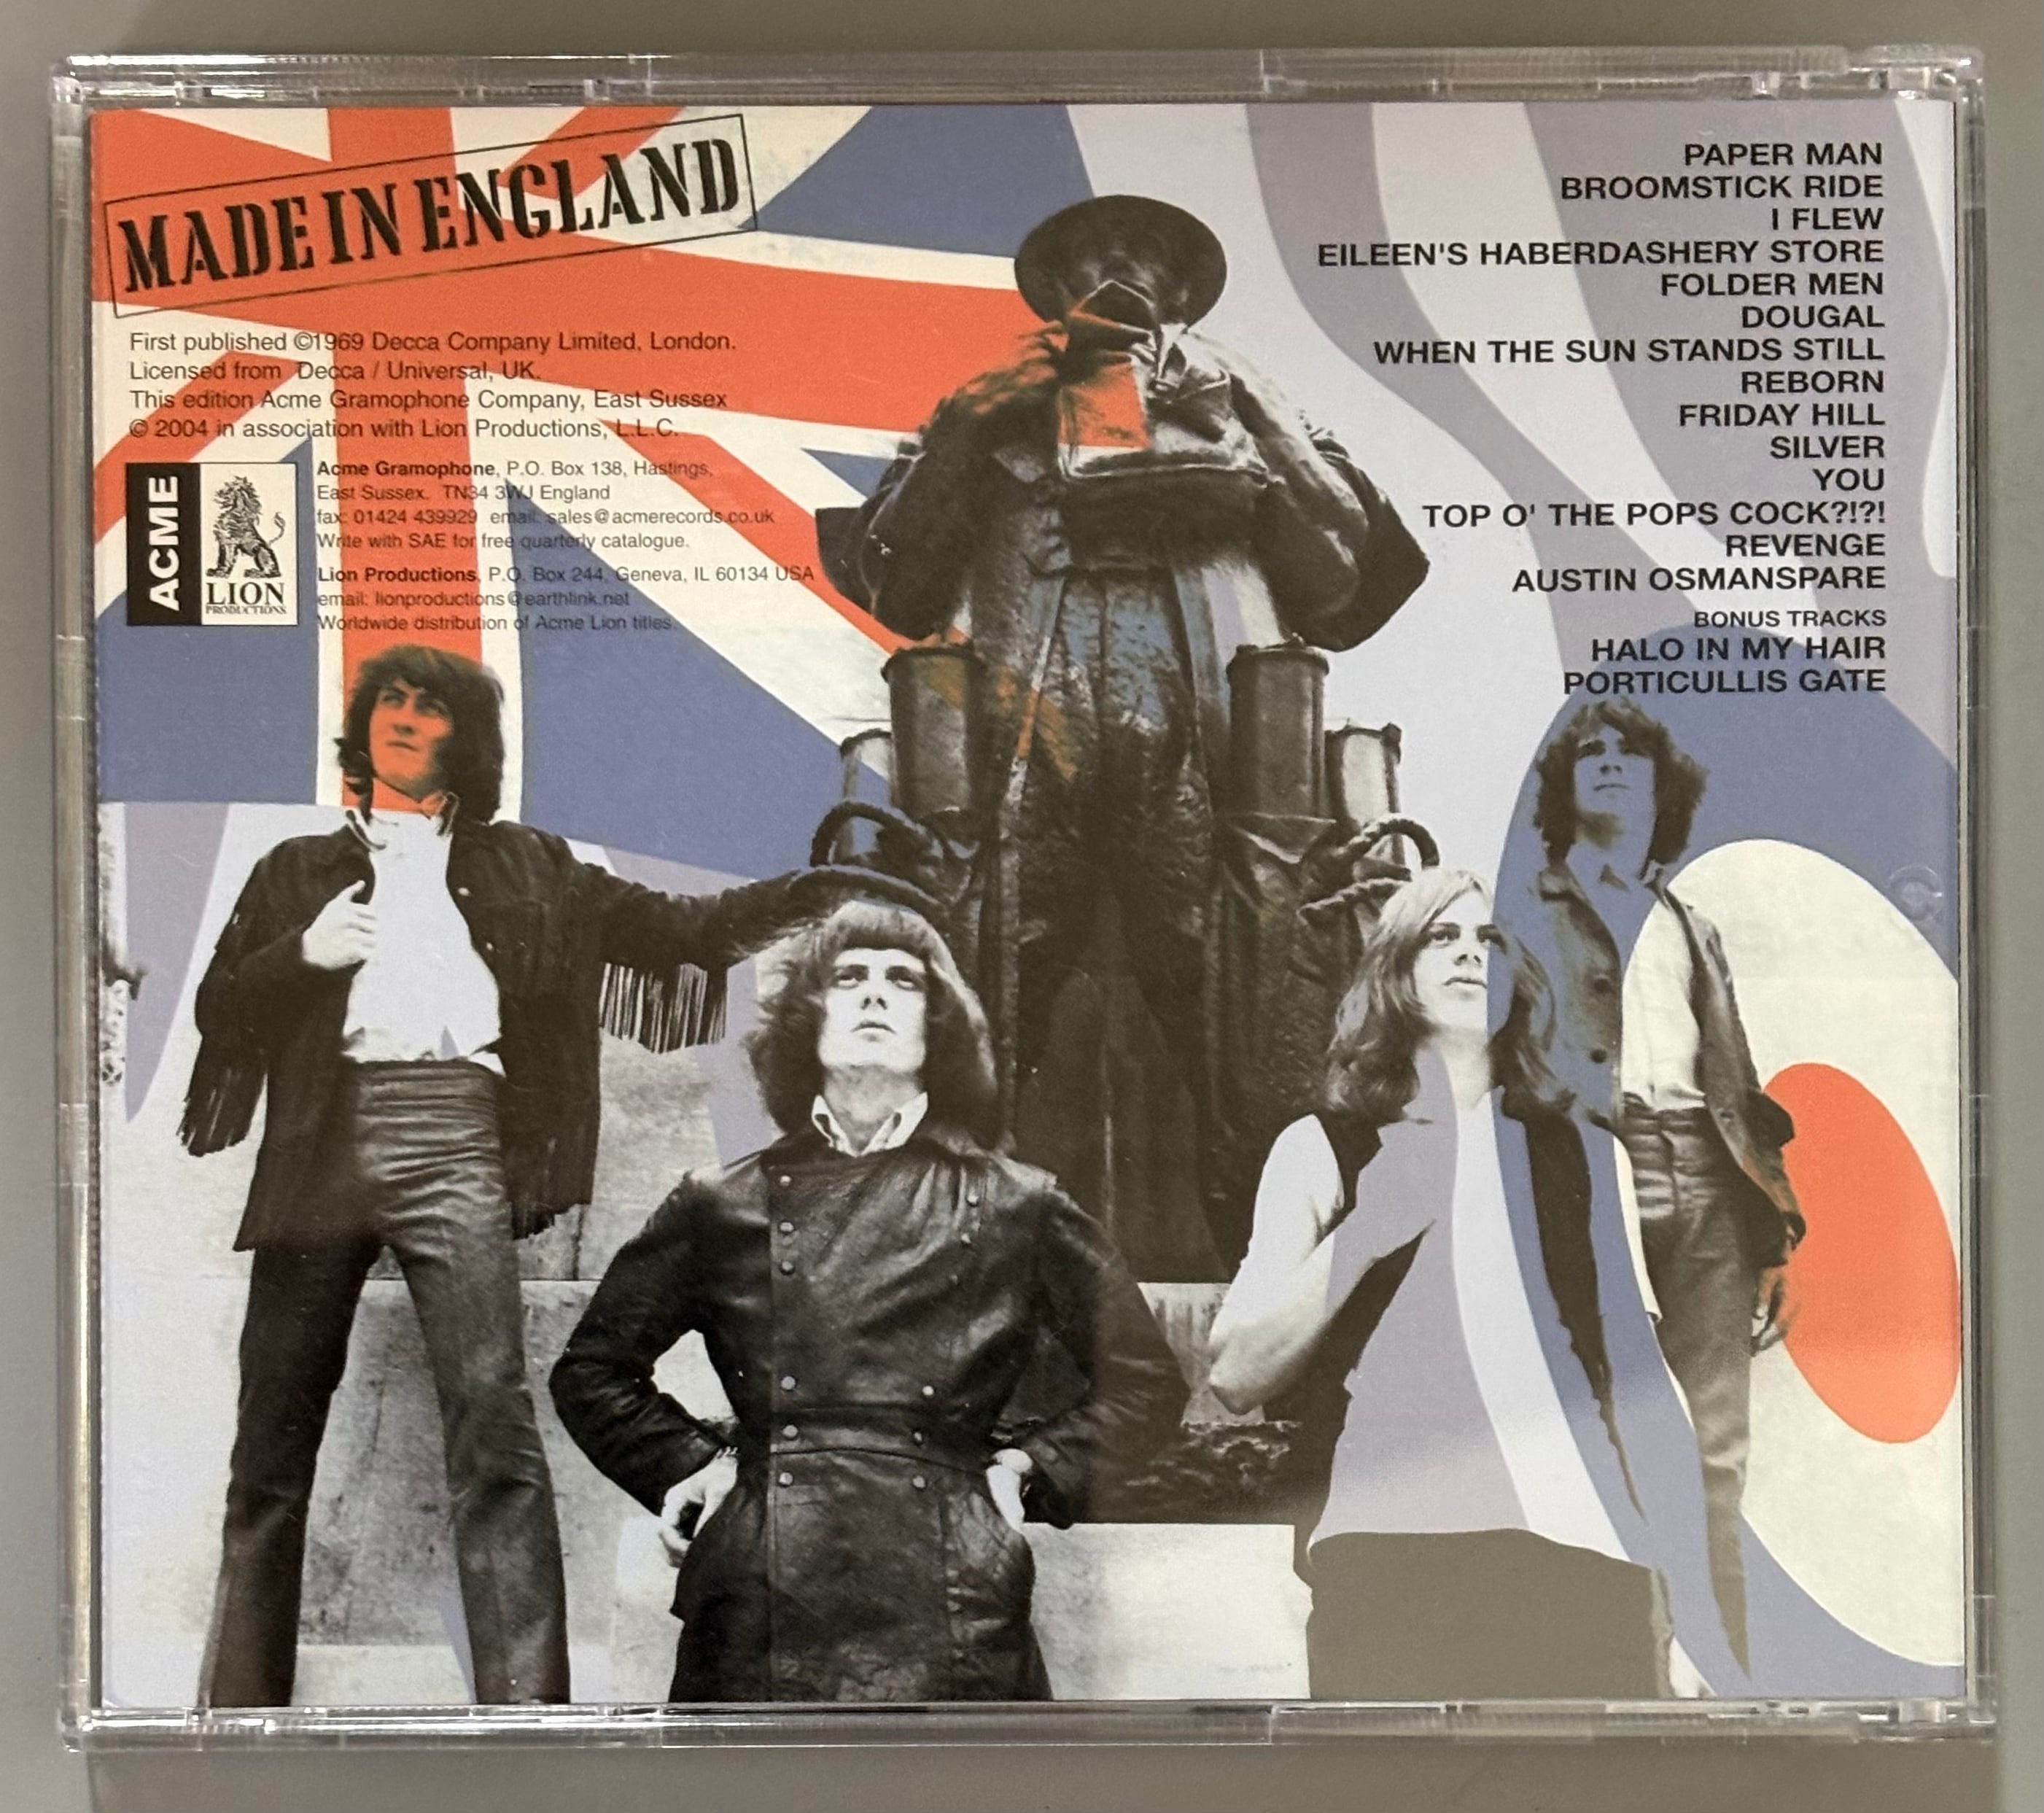 MADE IN ENGLAND
First published ©1969 Decca Company Limited, London.
Licensed from Decca / Universal, UK.
This edition Acme Gramophone Company, East Sussex
© 2004 in association with Lion Productions, L.L.C.
ACME
LION
PRODUCTIONS
Acme Gramophone, P.O. Box 138, Hastings,
East Sussex. TN34 3WJ England
fax: 01424 439929 email: sales@acmerecords.co.uk
Write with SAE for free quarterly catalogue.
Lion Productions, P.O. Box 244, Geneva, IL 60134 USA
email: lionproductions@earthlink.net
Worldwide distribution of Acme Lion titles.
PAPER MAN
BROOMSTICK RIDE
I FLEW
EILEEN'S HABERDASHERY STORE
FOLDER MEN
DOUGAL
WHEN THE SUN STANDS STILL
REBORN
FRIDAY HILL
SILVER
YOU
TOP O' THE POPS COCK?!?!
REVENGE
AUSTIN OSMANSPARE
BONUS TRACKS
HALO IN MY HAIR
PORTICULLIS GATE